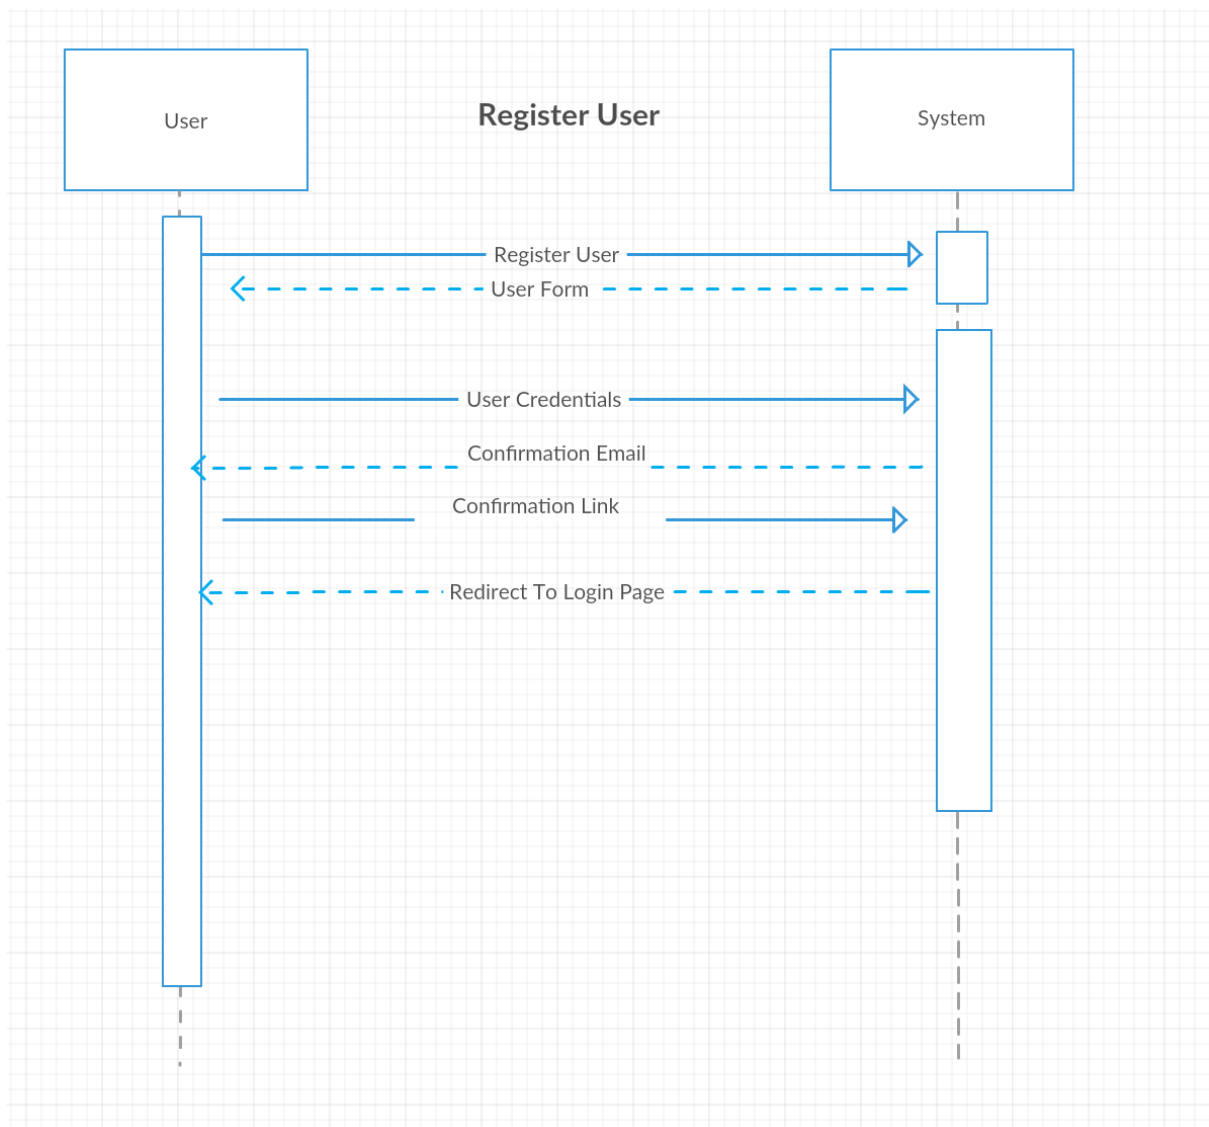 User
Register User
System
Register User
User Form
User Credentials
Confirmation Email
Confirmation Link
Redirect To Login Page